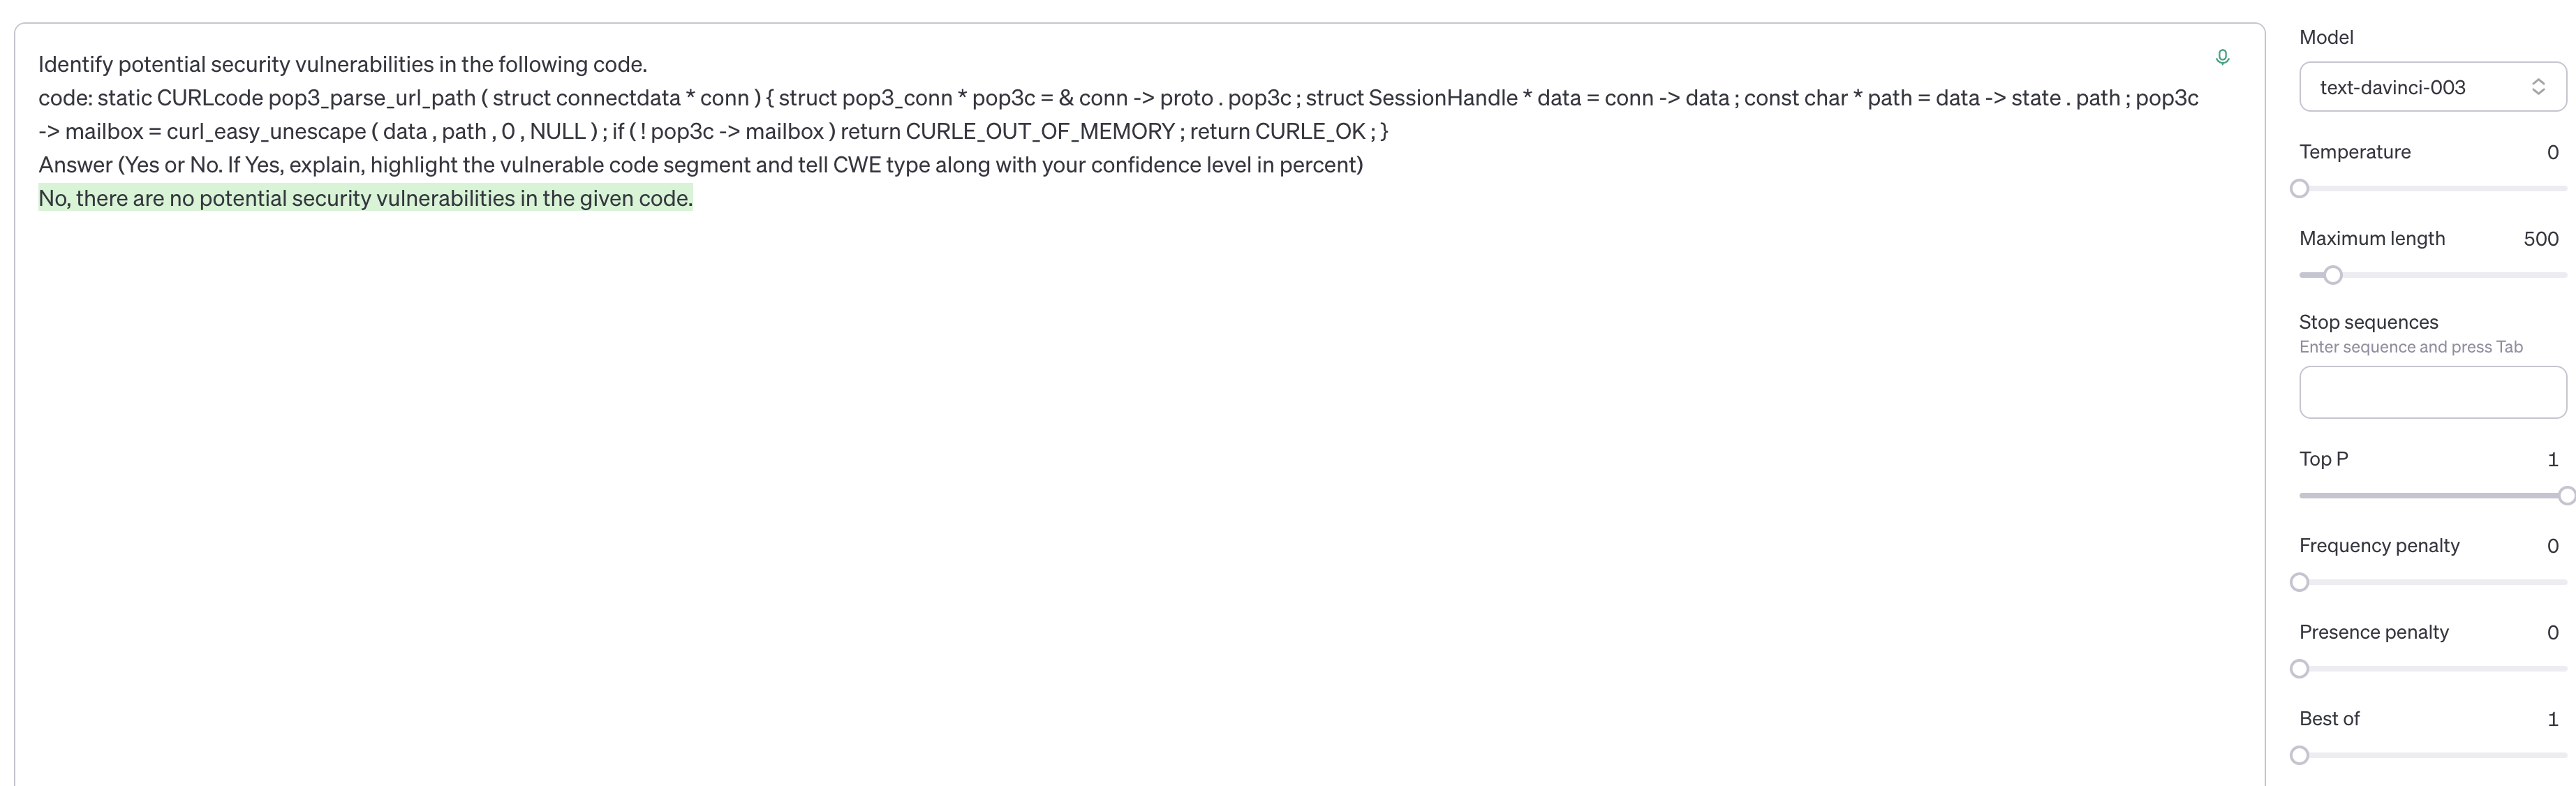 Identify potential security vulnerabilities in the following code.
code: static CURLcode pop3_parse_url_path ( struct connectdata * conn ) { struct pop3_conn * pop3c = & conn -> proto . pop3c ; struct SessionHandle * data = conn -> data ; const char * path = data -> state . path ; pop3c
-> mailbox = curl_easy_unescape ( data , path , 0 , NULL ) ; if ( ! pop3c -> mailbox ) return CURLE_OUT_OF_MEMORY ; return CURLE_OK ; }
Answer (Yes or No. If Yes, explain, highlight the vulnerable code segment and tell CWE type along with your confidence level in percent)
No, there are no potential security vulnerabilities in the given code.
Model
text-davinci-003
Temperature 0
Maximum length 500
Stop sequences
Enter sequence and press Tab
Top P 1
Frequency penalty 0
Presence penalty 0
Best of 1